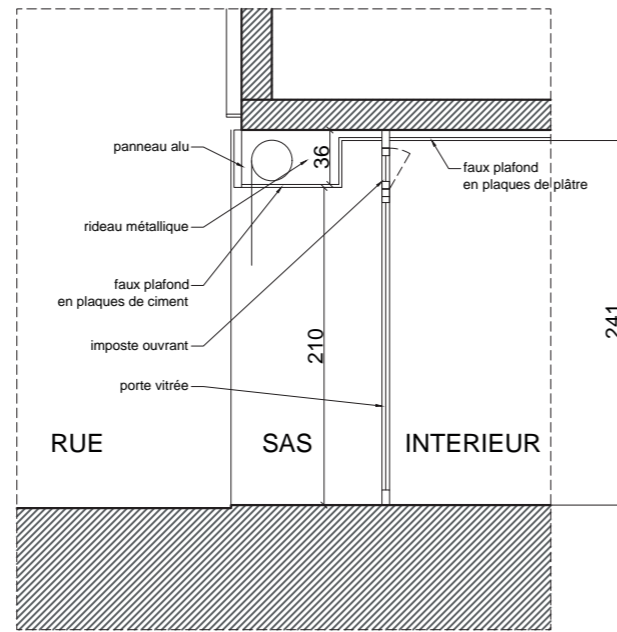 panneau alu
36
faux plafond
en plaques de plâtre
rideau métallique
faux plafond
en plaques de ciment
imposte ouvrant
210
241
porte vitrée
RUE
SAS
INTERIEUR